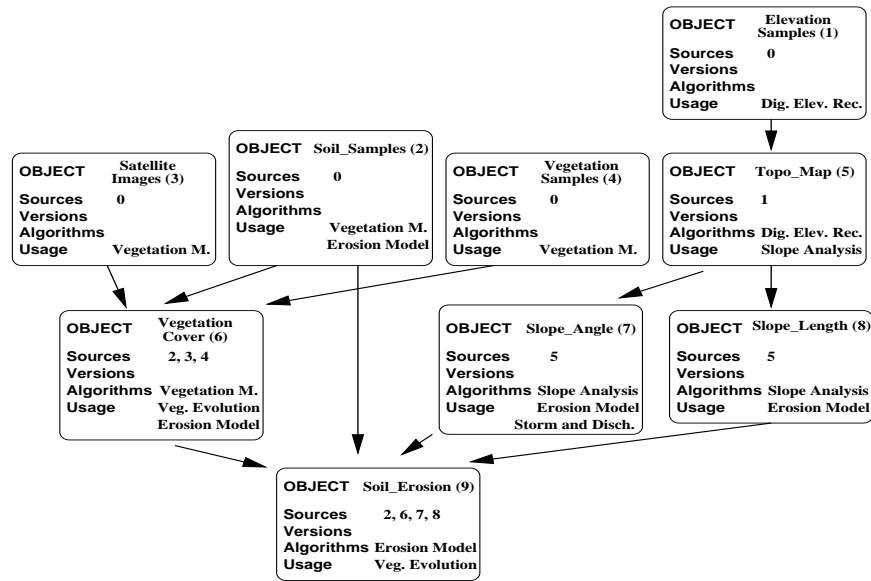 OBJECT Elevation Samples (1)
Sources 0
Versions
Algorithms
Usage Dig. Elev. Rec.
OBJECT Satellite Images (3)
Sources 0
Versions
Algorithms
Usage Vegetation M.
OBJECT Soil_Samples (2)
Sources 0
Versions
Algorithms
Usage Vegetation M.
Erosion Model
OBJECT Vegetation Samples (4)
Sources 0
Versions
Algorithms
Usage Vegetation M.
OBJECT Topo_Map (5)
Sources 1
Versions
Algorithms Dig. Elev. Rec.
Usage Slope Analysis
OBJECT Vegetation Cover (6)
Sources 2, 3, 4
Versions
Algorithms Vegetation M.
Usage Veg. Evolution
Erosion Model
OBJECT Slope_Angle (7)
Sources 5
Versions
Algorithms Slope Analysis
Usage Erosion Model
Storm and Disch.
OBJECT Slope_Length (8)
Sources 5
Versions
Algorithms Slope Analysis
Usage Erosion Model
OBJECT Soil_Erosion (9)
Sources 2, 6, 7, 8
Versions
Algorithms Erosion Model
Usage Veg. Evolution